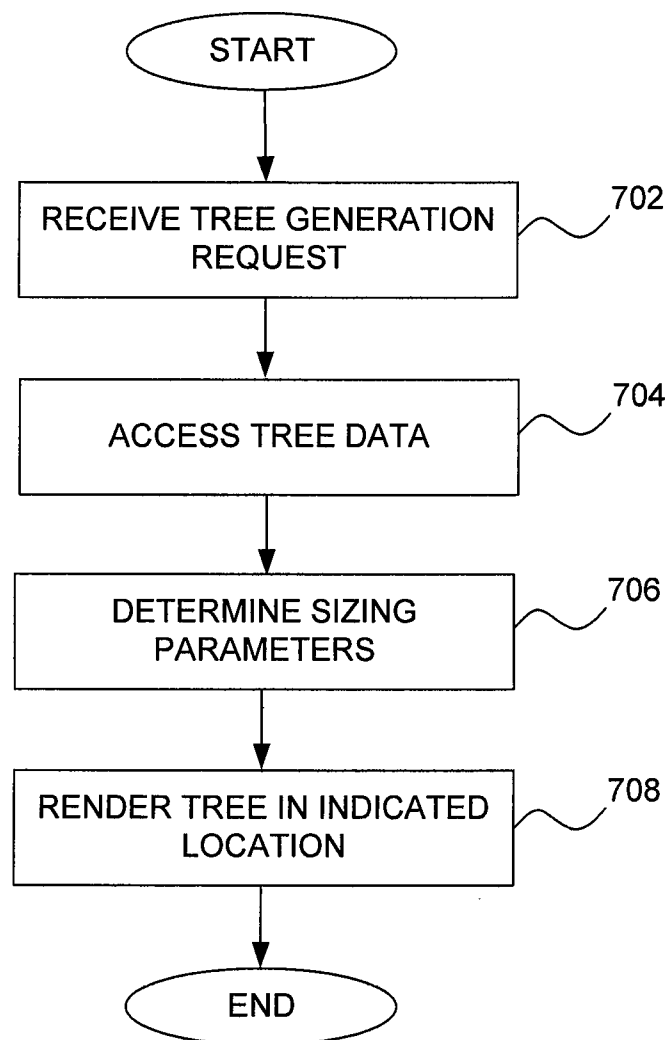 START
RECEIVE TREE GENERATION
REQUEST
702
ACCESS TREE DATA
704
DETERMINE SIZING
PARAMETERS
706
RENDER TREE IN INDICATED
LOCATION
708
END